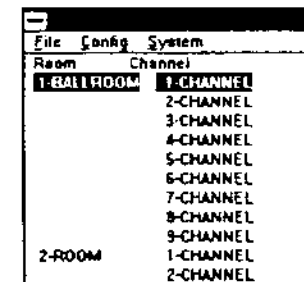 File Config System
Room Channel
1-BALLROOM 1-CHANNEL
2-CHANNEL
3-CHANNEL
4-CHANNEL
5-CHANNEL
6-CHANNEL
7-CHANNEL
8-CHANNEL
9-CHANNEL
2-ROOM 1-CHANNEL
2-CHANNEL